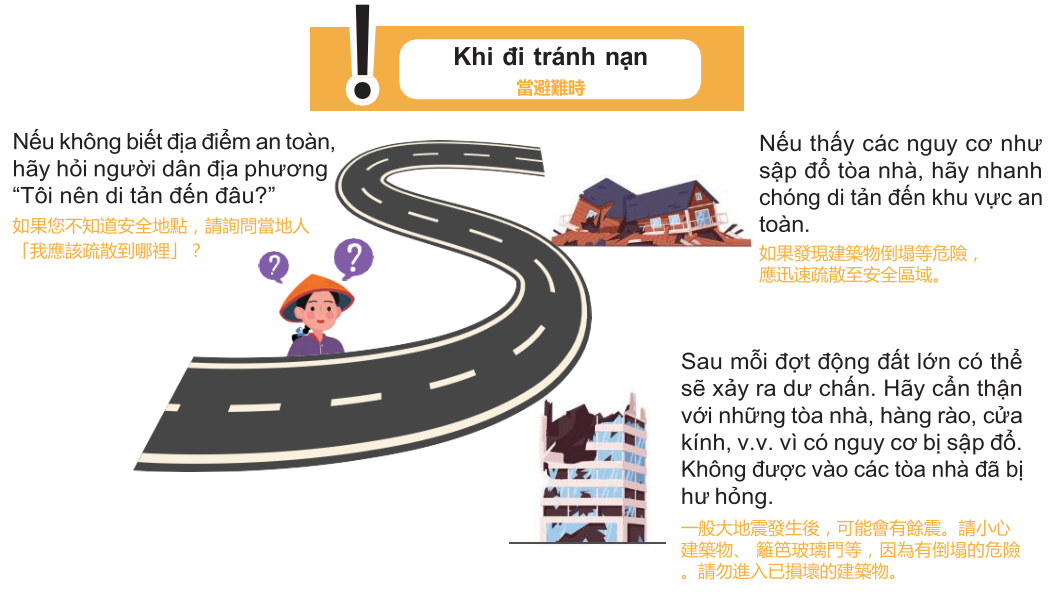 Khi đi tránh nạn
當避難時
Nếu không biết địa điểm an toàn,
hãy hỏi người dân địa phương
“Tôi nên di tản đến đâu?”
如果您不知道安全地點，請詢問當地人
「我應該疏散到哪裡」？
Nếu thấy các nguy cơ như
sập đổ tòa nhà, hãy nhanh
chóng di tản đến khu vực an
toàn.
如果發現建築物倒塌等危險，
應迅速疏散至安全區域。
Sau mỗi đợt động đất lớn có thể
sẽ xảy ra dư chấn. Hãy cẩn thận
với những tòa nhà, hàng rào, cửa
kính, v.v. vì có nguy cơ bị sập đổ.
Không được vào các tòa nhà đã bị
hư hỏng.
一般大地震發生後，可能會有餘震。請小心
建築物、 籬笆玻璃門等，因為有倒塌的危險
。請勿進入已損壞的建築物。